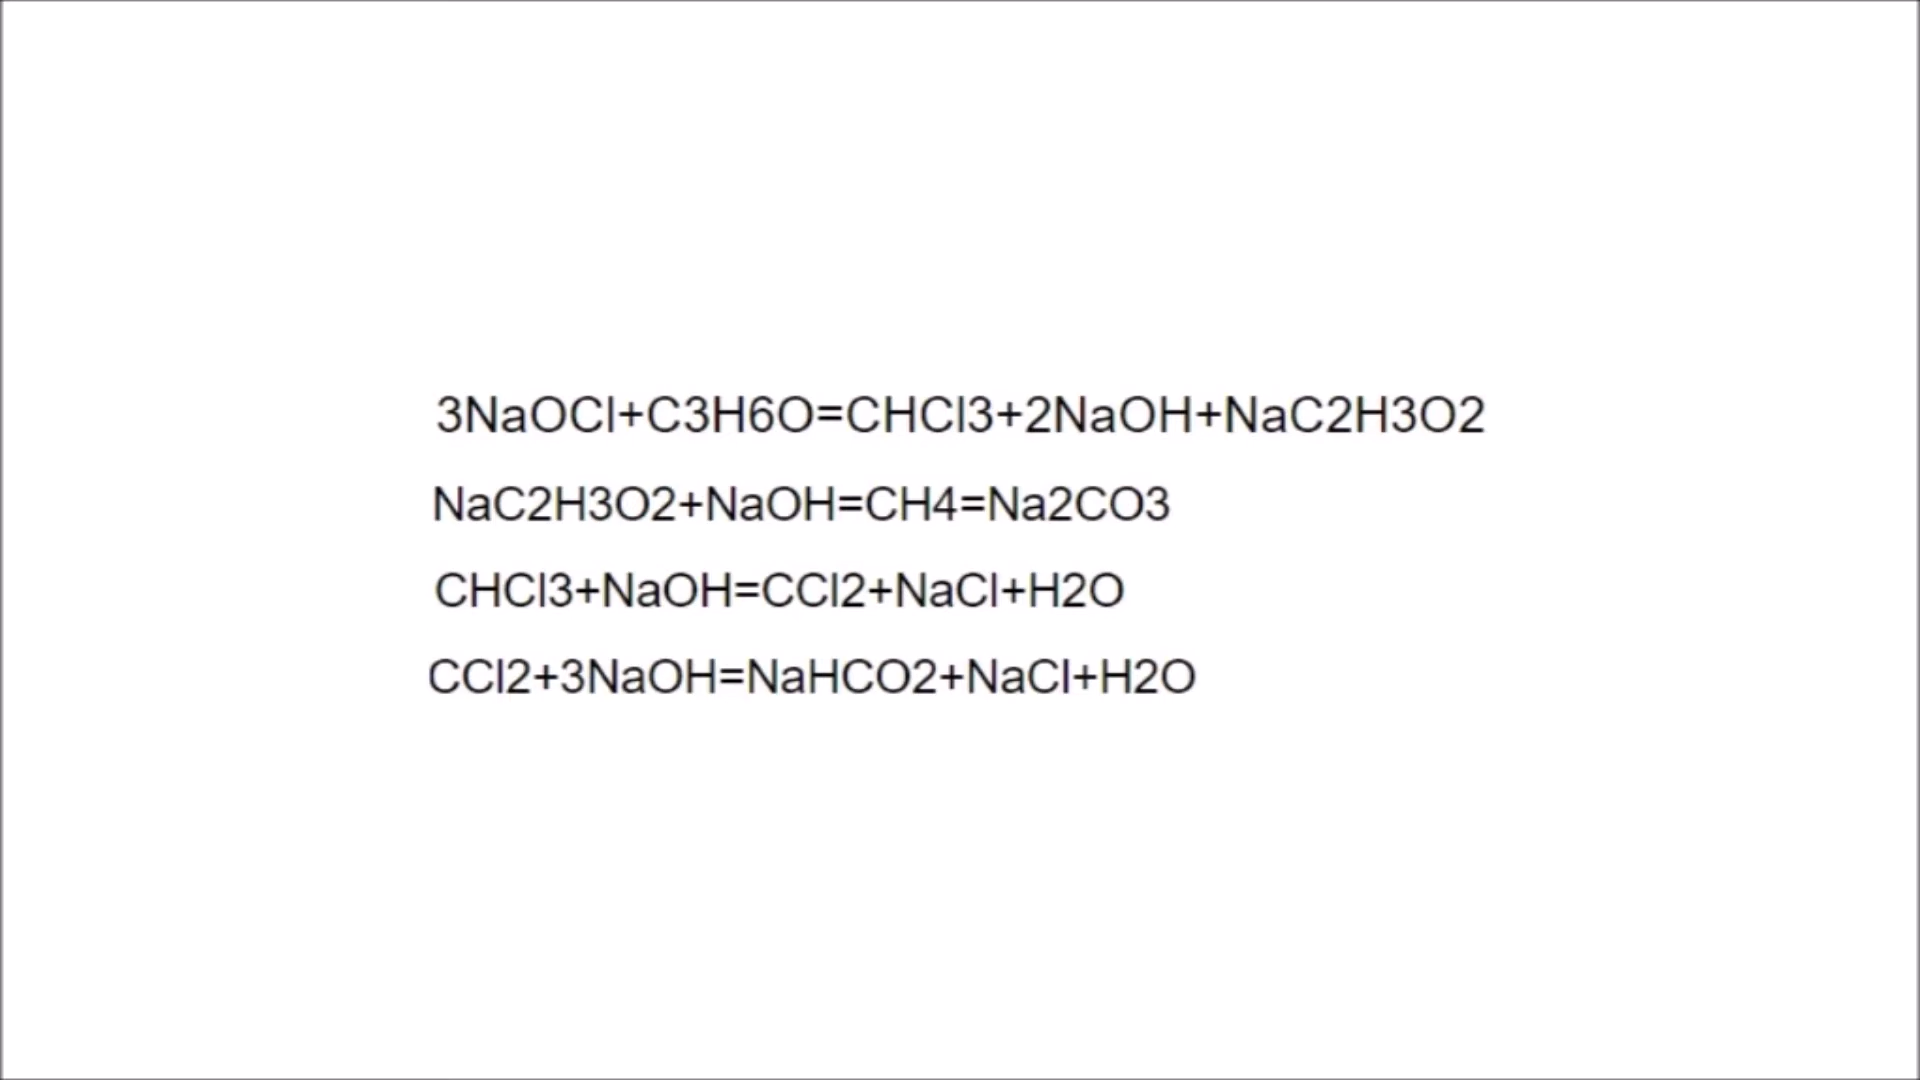 3NaOCl+C3H6O=CHCl3+2NaOH+NaC2H3O2
NaC2H3O2+NaOH=CH4=Na2CO3
CHCl3+NaOH=CCl2+NaCl+H2O
CCl2+3NaOH=NaHCO2+NaCl+H2O